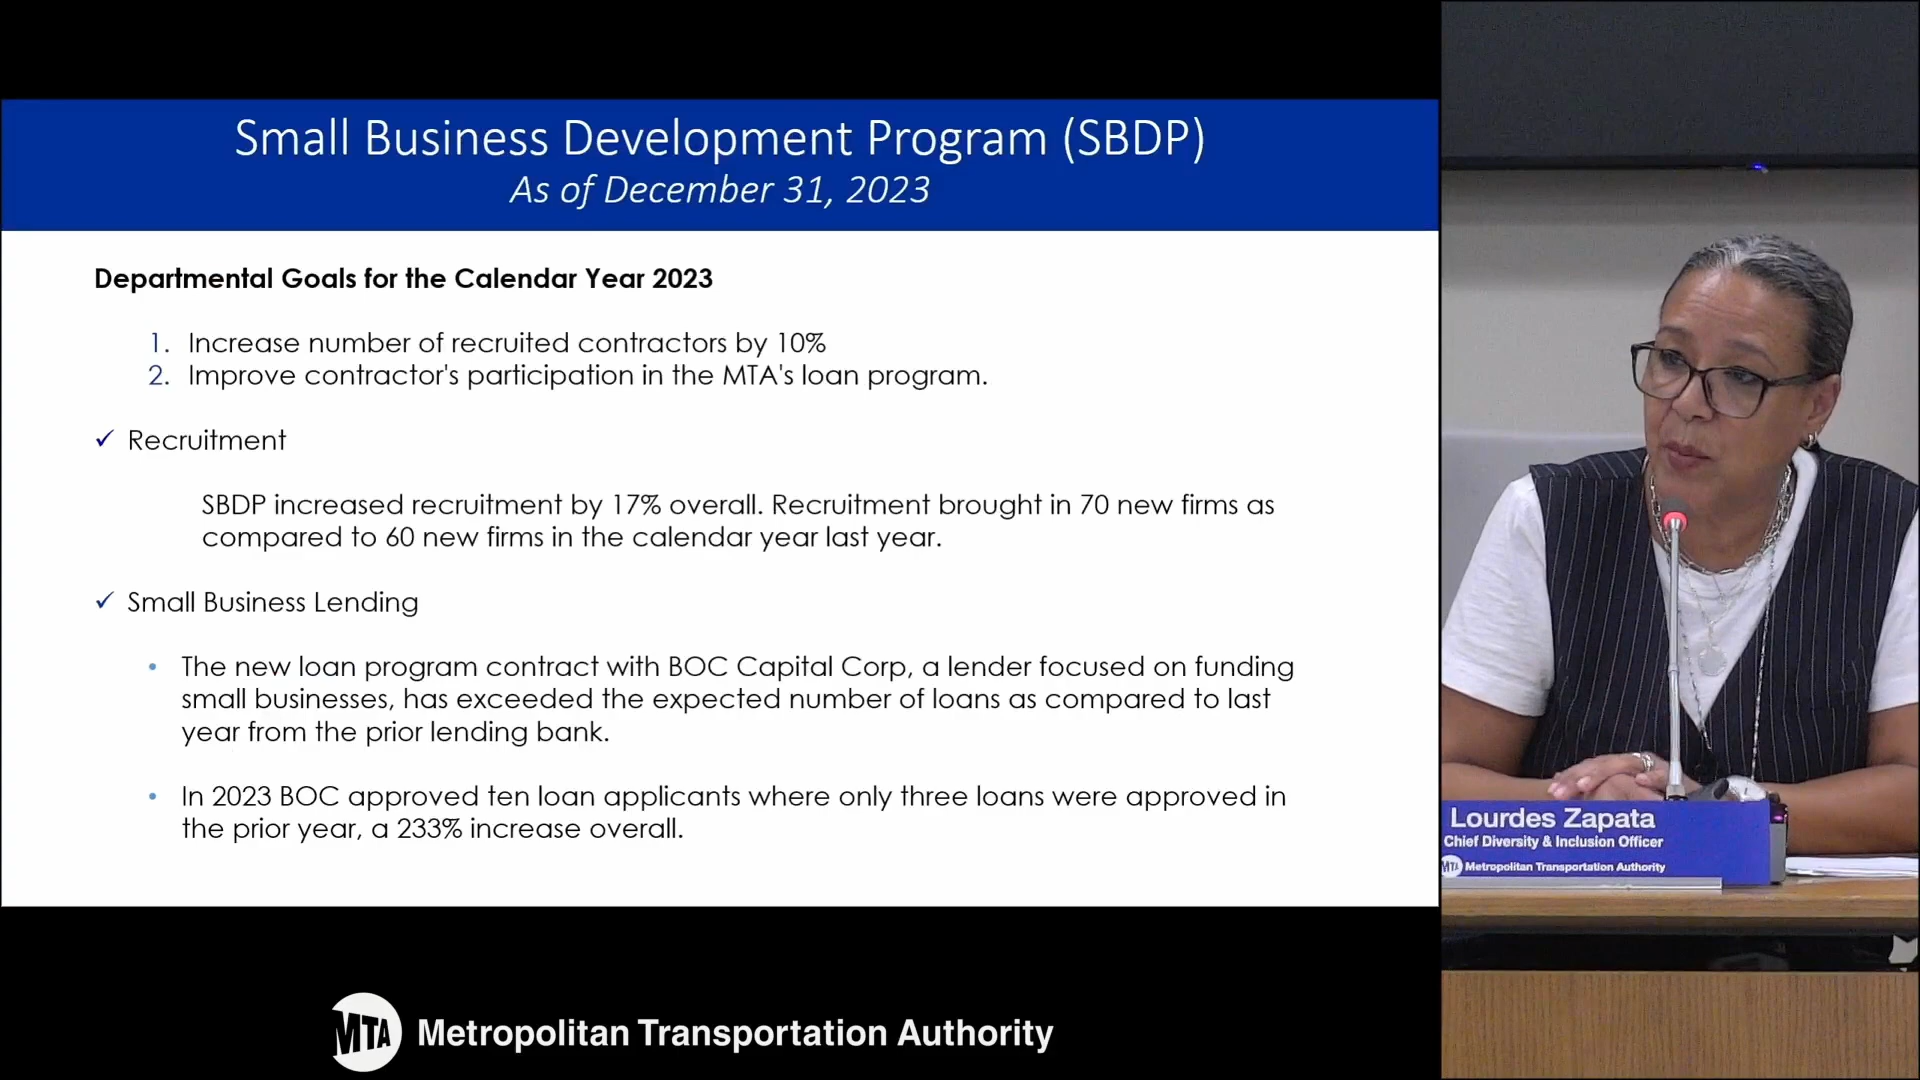 Small Business Development Program (SBDP)
As of December 31, 2023
Departmental Goals for the Calendar Year 2023
1. Increase number of recruited contractors by 10%
2. Improve contractor's participation in the MTA's loan program.
✓ Recruitment
SBDP increased recruitment by 17% overall. Recruitment brought in 70 new firms as
compared to 60 new firms in the calendar year last year.
✓ Small Business Lending
• The new loan program contract with BOC Capital Corp, a lender focused on funding
small businesses, has exceeded the expected number of loans as compared to last
year from the prior lending bank.
• In 2023 BOC approved ten loan applicants where only three loans were approved in
the prior year, a 233% increase overall.
Lourdes Zapata
Chief Diversity & Inclusion Officer
MTA Metropolitan Transportation Authority
MTA Metropolitan Transportation Authority